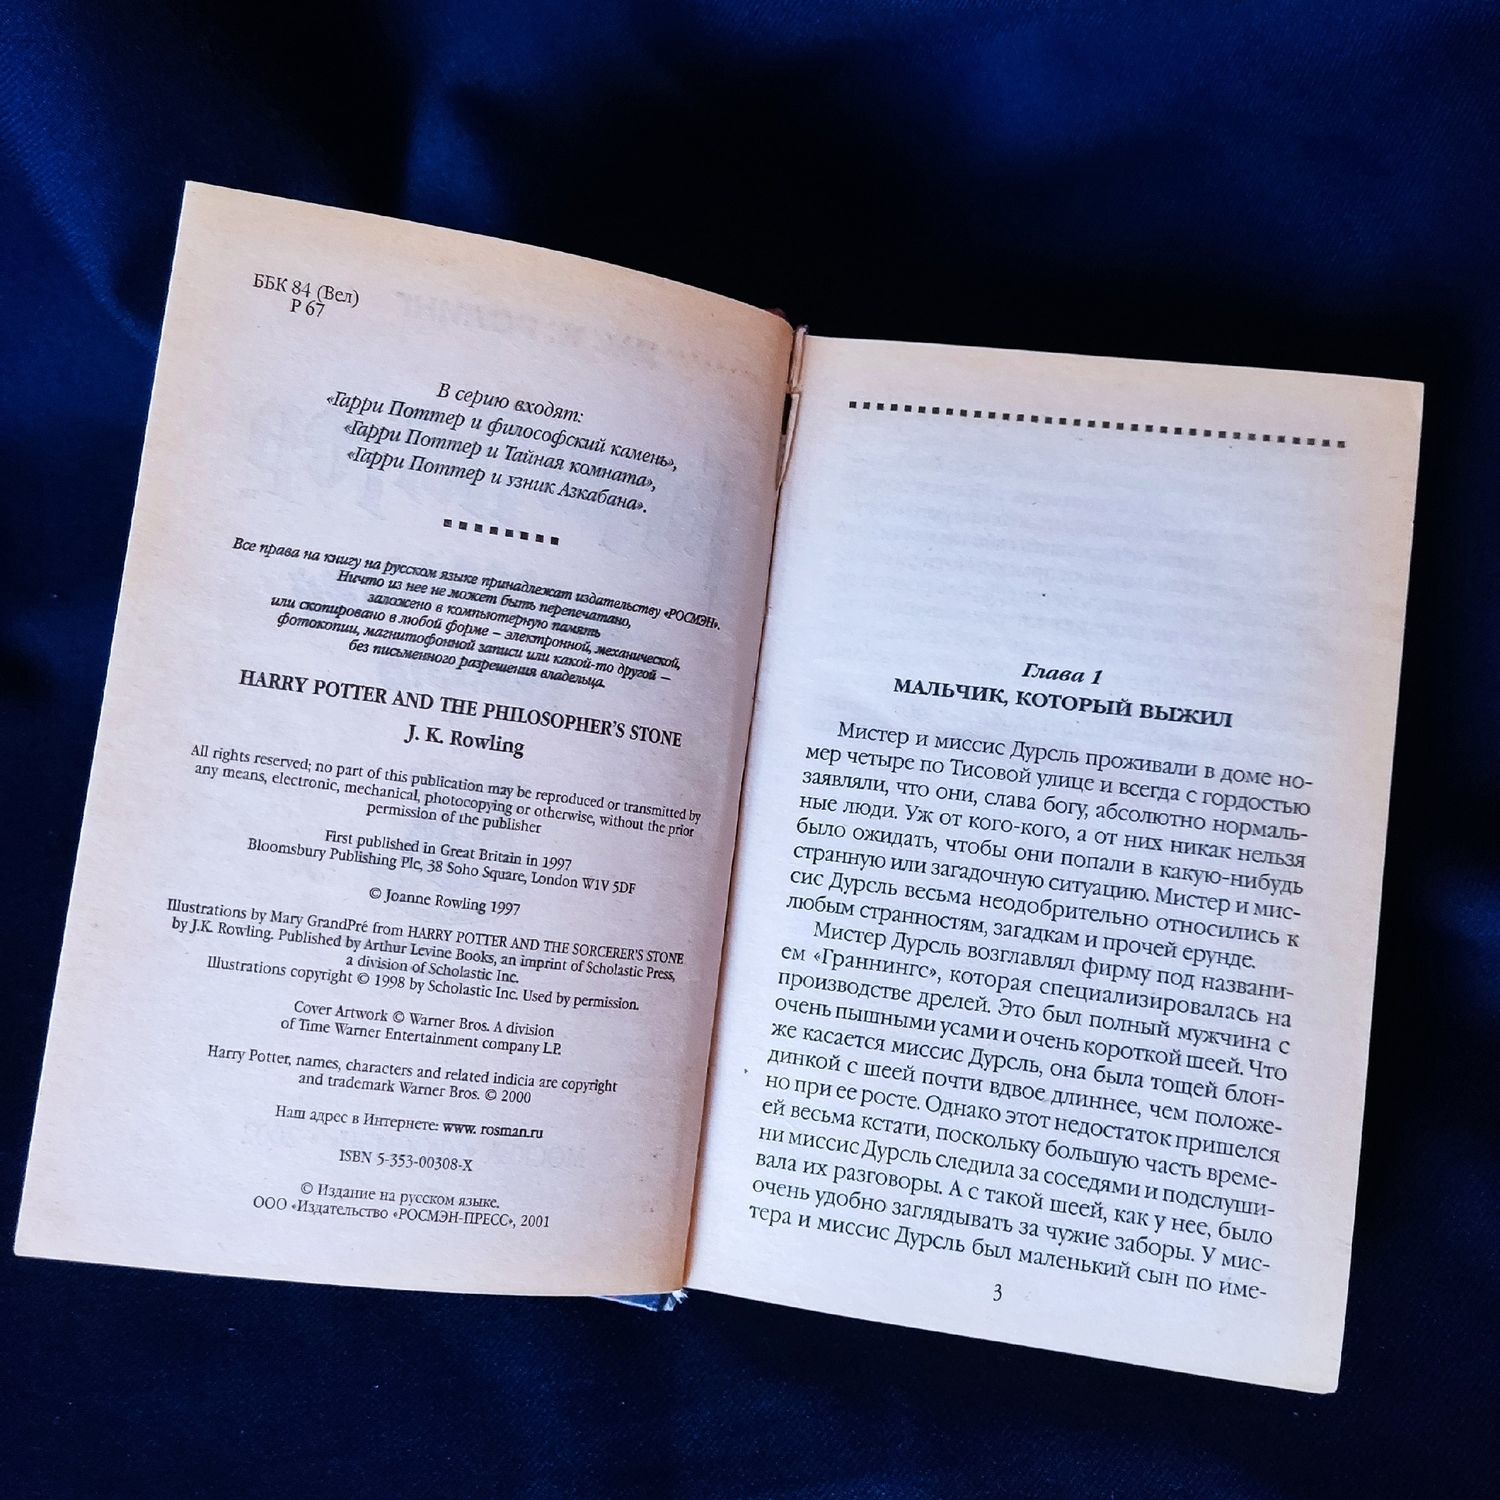 ББК 84 (Вел)
Р 67
В серию входят:
«Гарри Поттер и философский камень»,
«Гарри Поттер и Тайная комната»,
«Гарри Поттер и узник Азкабана».
Все права на книгу на русском языке принадлежат издательству «РОСМЭН».
Ничто из нее не может быть перепечатано,
заложено в компьютерную память
или скопировано в любой форме — электронной, механической,
фотокопии, магнитофонной записи или какой-то другой —
без письменного разрешения владельца.
HARRY POTTER AND THE PHILOSOPHER'S STONE
J. K. Rowling
All rights reserved; no part of this publication may be reproduced or transmitted by
any means, electronic, mechanical, photocopying or otherwise, without the prior
permission of the publisher
First published in Great Britain in 1997
Bloomsbury Publishing Plc, 38 Soho Square, London W1V 5DF
© Joanne Rowling 1997
Illustrations by Mary GrandPré from HARRY POTTER AND THE SORCERER'S STONE
by J.K. Rowling. Published by Arthur Levine Books, an imprint of Scholastic Press,
a division of Scholastic Inc.
Illustrations copyright © 1998 by Scholastic Inc. Used by permission.
Cover Artwork © Warner Bros. A division
of Time Warner Entertainment company L.P.
Harry Potter, names, characters and related indicia are copyright
and trademark Warner Bros. © 2000
Наш адрес в Интернете: www. rosman.ru
ISBN 5-353-00308-X
© Издание на русском языке.
ООО «Издательство «РОСМЭН-ПРЕСС», 2001
Глава 1
МАЛЬЧИК, КОТОРЫЙ ВЫЖИЛ
Мистер и миссис Дурсль проживали в доме но-
мер четыре по Тисовой улице и всегда с гордостью
заявляли, что они, слава богу, абсолютно нормаль-
ные люди. Уж от кого-кого, а от них никак нельзя
было ожидать, чтобы они попали в какую-нибудь
странную или загадочную ситуацию. Мистер и мис-
сис Дурсль весьма неодобрительно относились к
любым странностям, загадкам и прочей ерунде.
Мистер Дурсль возглавлял фирму под названи-
ем «Граннингс», которая специализировалась на
производстве дрелей. Это был полный мужчина с
очень пышными усами и очень короткой шеей. Что
же касается миссис Дурсль, она была тощей блон-
динкой с шеей почти вдвое длиннее, чем положе-
но при ее росте. Однако этот недостаток пришелся
ей весьма кстати, поскольку большую часть време-
ни миссис Дурсль следила за соседями и подслуши-
вала их разговоры. А с такой шеей, как у нее, было
очень удобно заглядывать за чужие заборы. У мис-
тера и миссис Дурсль был маленький сын по име-
3